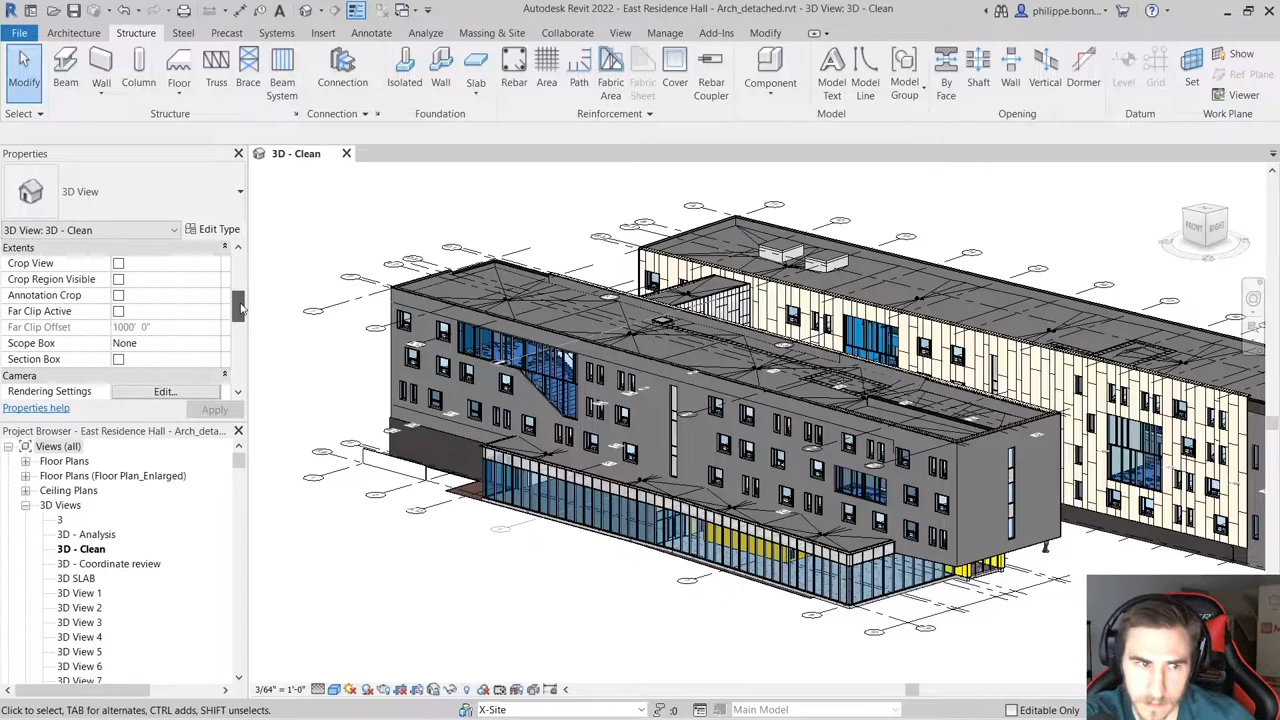 Autodesk Revit 2022 - East Residence Hall - Arch_detached.rvt - 3D View: 3D - Clean
philippe.bonn...
File Architecture Structure Steel Precast Systems Insert Annotate Analyze Massing & Site Collaborate View Manage Add-Ins Modify
Modify Beam Wall Column Floor Truss Brace Beam System Connection Isolated Wall Slab Rebar Area Path Fabric Area Fabric Sheet Cover Rebar Coupler Component Model Text Model Line Model Group By Face Shaft Wall Vertical Dormer Level Grid Set Show Ref Plane Viewer
Select Structure Connection Foundation Reinforcement Model Opening Datum Work Plane
Properties
3D - Clean
3D View
3D View: 3D - Clean
Edit Type
Extents
Crop View
Crop Region Visible
Annotation Crop
Far Clip Active
Far Clip Offset 1000' 0"
Scope Box None
Section Box
Camera
Rendering Settings Edit...
Properties help
Apply
Project Browser - East Residence Hall - Arch_deta...
Views (all)
Floor Plans
Floor Plans (Floor Plan_Enlarged)
Ceiling Plans
3D Views
3
3D - Analysis
3D - Clean
3D - Coordinate review
3D SLAB
3D View 1
3D View 2
3D View 3
3D View 4
3D View 5
3D View 6
3D View 7
FRONT RIGHT
3/64" = 1'-0"
Click to select, TAB for alternates, CTRL adds, SHIFT unselects.
X-Site
:0
Main Model
Editable Only